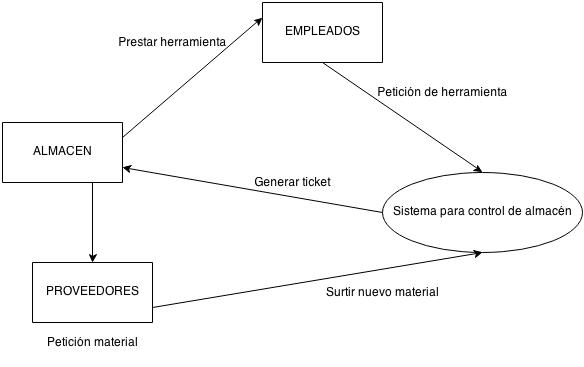 EMPLEADOS
Prestar herramienta
Petición de herramienta
ALMACEN
Generar ticket
Sistema para control de almacén
PROVEEDORES
Surtir nuevo material
Petición material